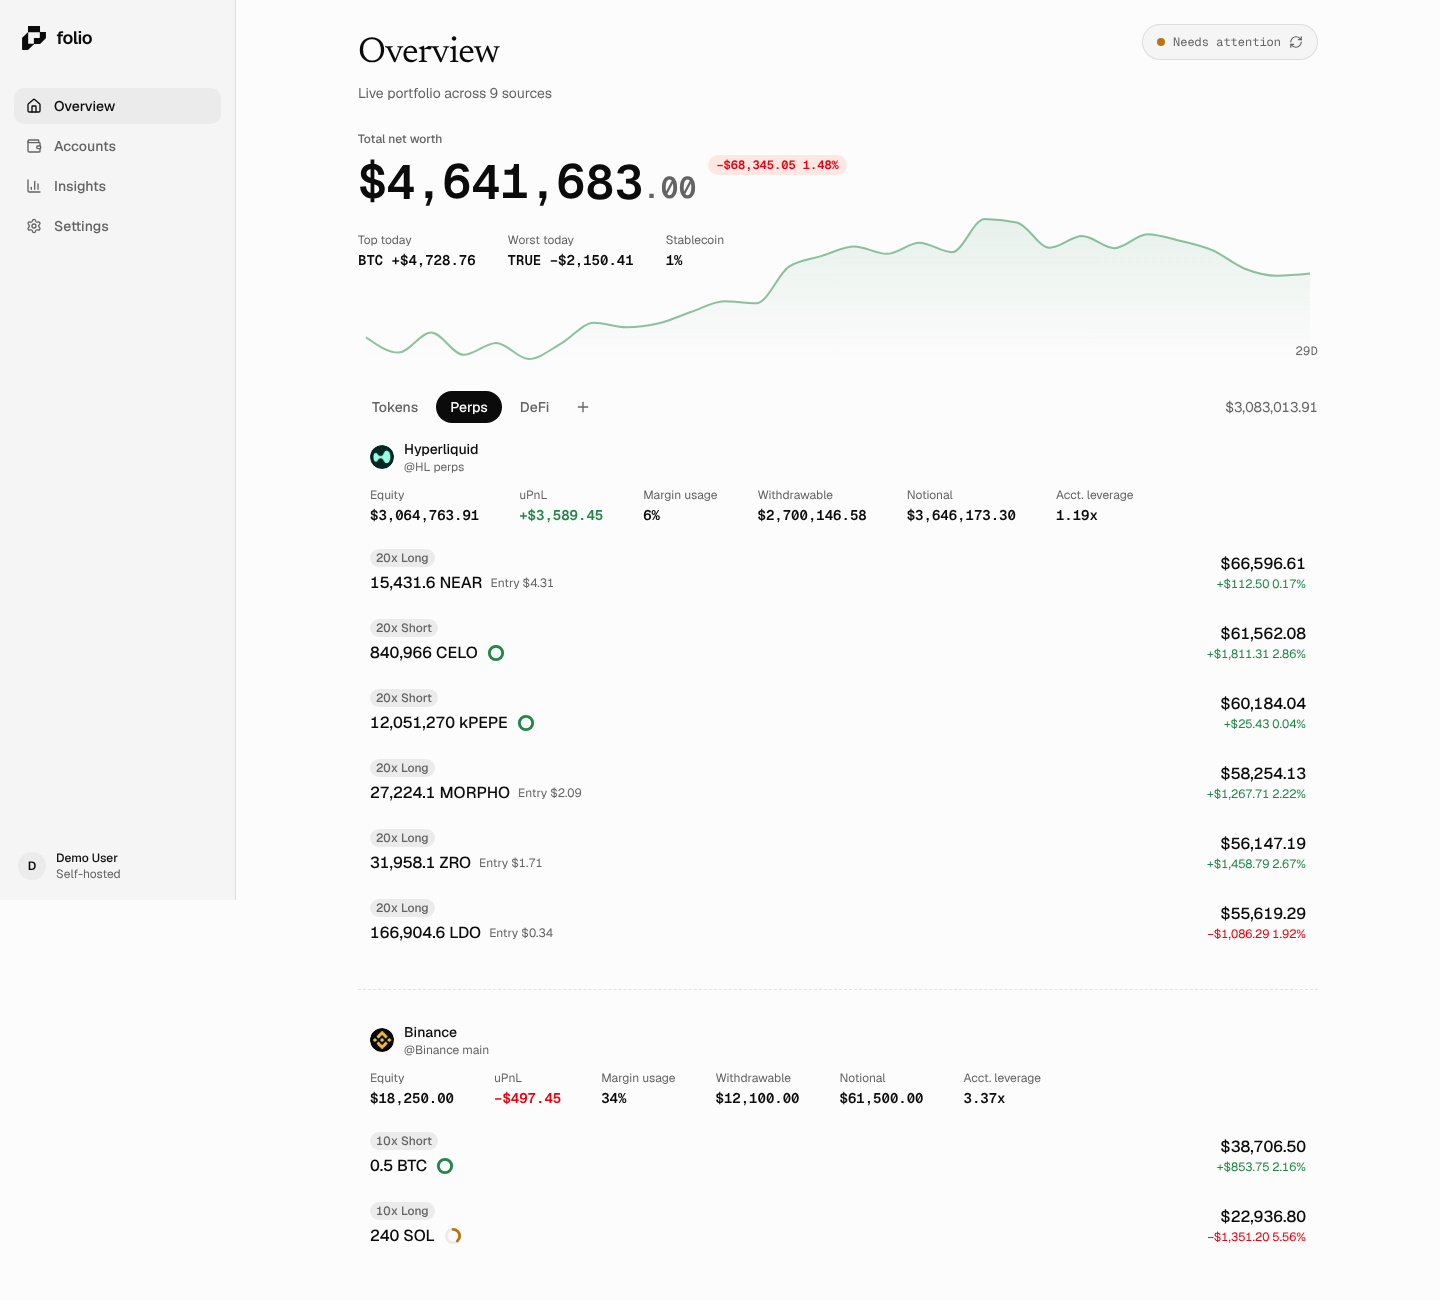 folio
Overview
Accounts
Insights
Settings
D
Demo User
Self-hosted
Overview
Needs attention
Live portfolio across 9 sources
Total net worth
$4,641,683.00
−$68,345.05 1.48%
Top today
BTC +$4,728.76
Worst today
TRUE −$2,150.41
Stablecoin
1%
29D
Tokens
Perps
DeFi
+
$3,083,013.91
Hyperliquid
@HL perps
Equity
$3,064,763.91
uPnL
+$3,589.45
Margin usage
6%
Withdrawable
$2,700,146.58
Notional
$3,646,173.30
Acct. leverage
1.19x
20x Long
15,431.6 NEAR Entry $4.31
$66,596.61
+$112.50 0.17%
20x Short
840,966 CELO
$61,562.08
+$1,811.31 2.86%
20x Short
12,051,270 kPEPE
$60,184.04
+$25.43 0.04%
20x Long
27,224.1 MORPHO Entry $2.09
$58,254.13
+$1,267.71 2.22%
20x Long
31,958.1 ZRO Entry $1.71
$56,147.19
+$1,458.79 2.67%
20x Long
166,904.6 LDO Entry $0.34
$55,619.29
−$1,086.29 1.92%
Binance
@Binance main
Equity
$18,250.00
uPnL
−$497.45
Margin usage
34%
Withdrawable
$12,100.00
Notional
$61,500.00
Acct. leverage
3.37x
10x Short
0.5 BTC
$38,706.50
+$853.75 2.16%
10x Long
240 SOL
$22,936.80
−$1,351.20 5.56%